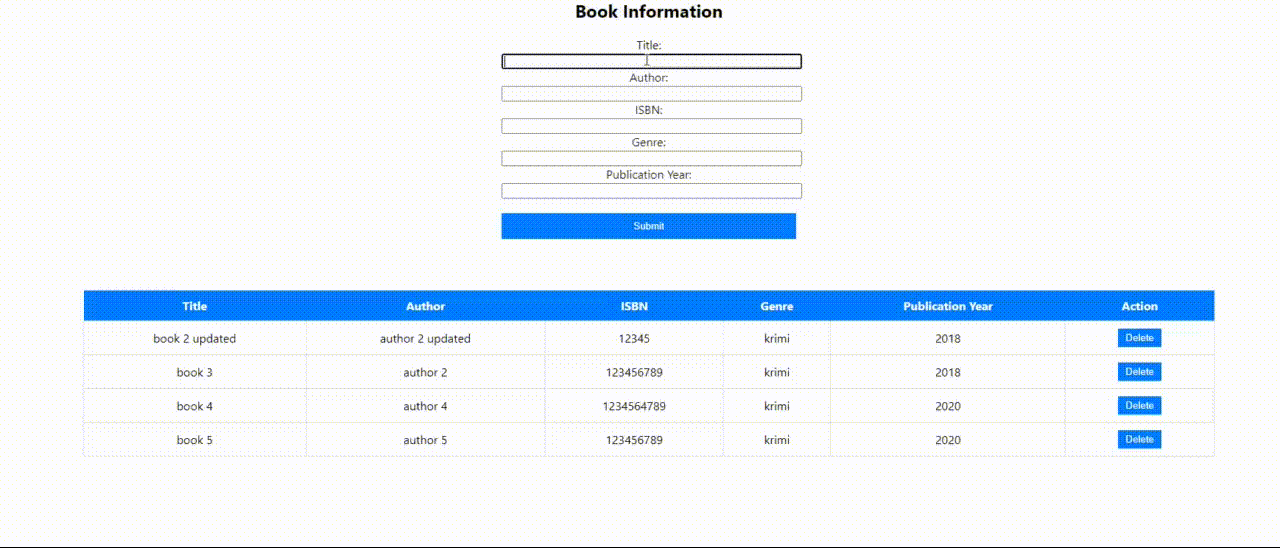 Book Information
Title:
Author:
ISBN:
Genre:
Publication Year:
Submit
Title Author ISBN Genre Publication Year Action
book 2 updated author 2 updated 12345 krimi 2018 Delete
book 3 author 2 123456789 krimi 2018 Delete
book 4 author 4 1234564789 krimi 2020 Delete
book 5 author 5 123456789 krimi 2020 Delete